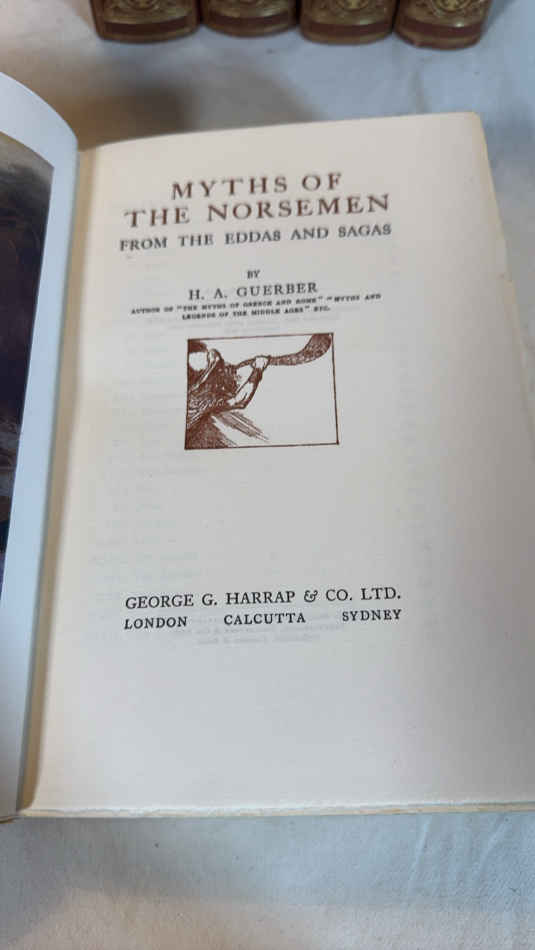 MYTHS OF
THE NORSEMEN
FROM THE EDDAS AND SAGAS
BY
H. A. GUERBER
AUTHOR OF "THE MYTHS OF GREECE AND ROME" "MYTHS AND
LEGENDS OF THE MIDDLE AGES" ETC.
GEORGE G. HARRAP & CO. LTD.
LONDON CALCUTTA SYDNEY